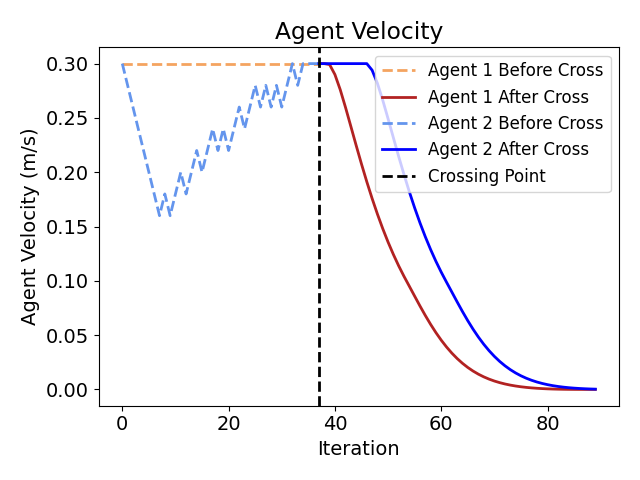 Agent Velocity
Agent Velocity (m/s)
0.30
0.25
0.20
0.15
0.10
0.05
0.00
Agent 1 Before Cross
Agent 1 After Cross
Agent 2 Before Cross
Agent 2 After Cross
Crossing Point
0 20 40 60 80
Iteration